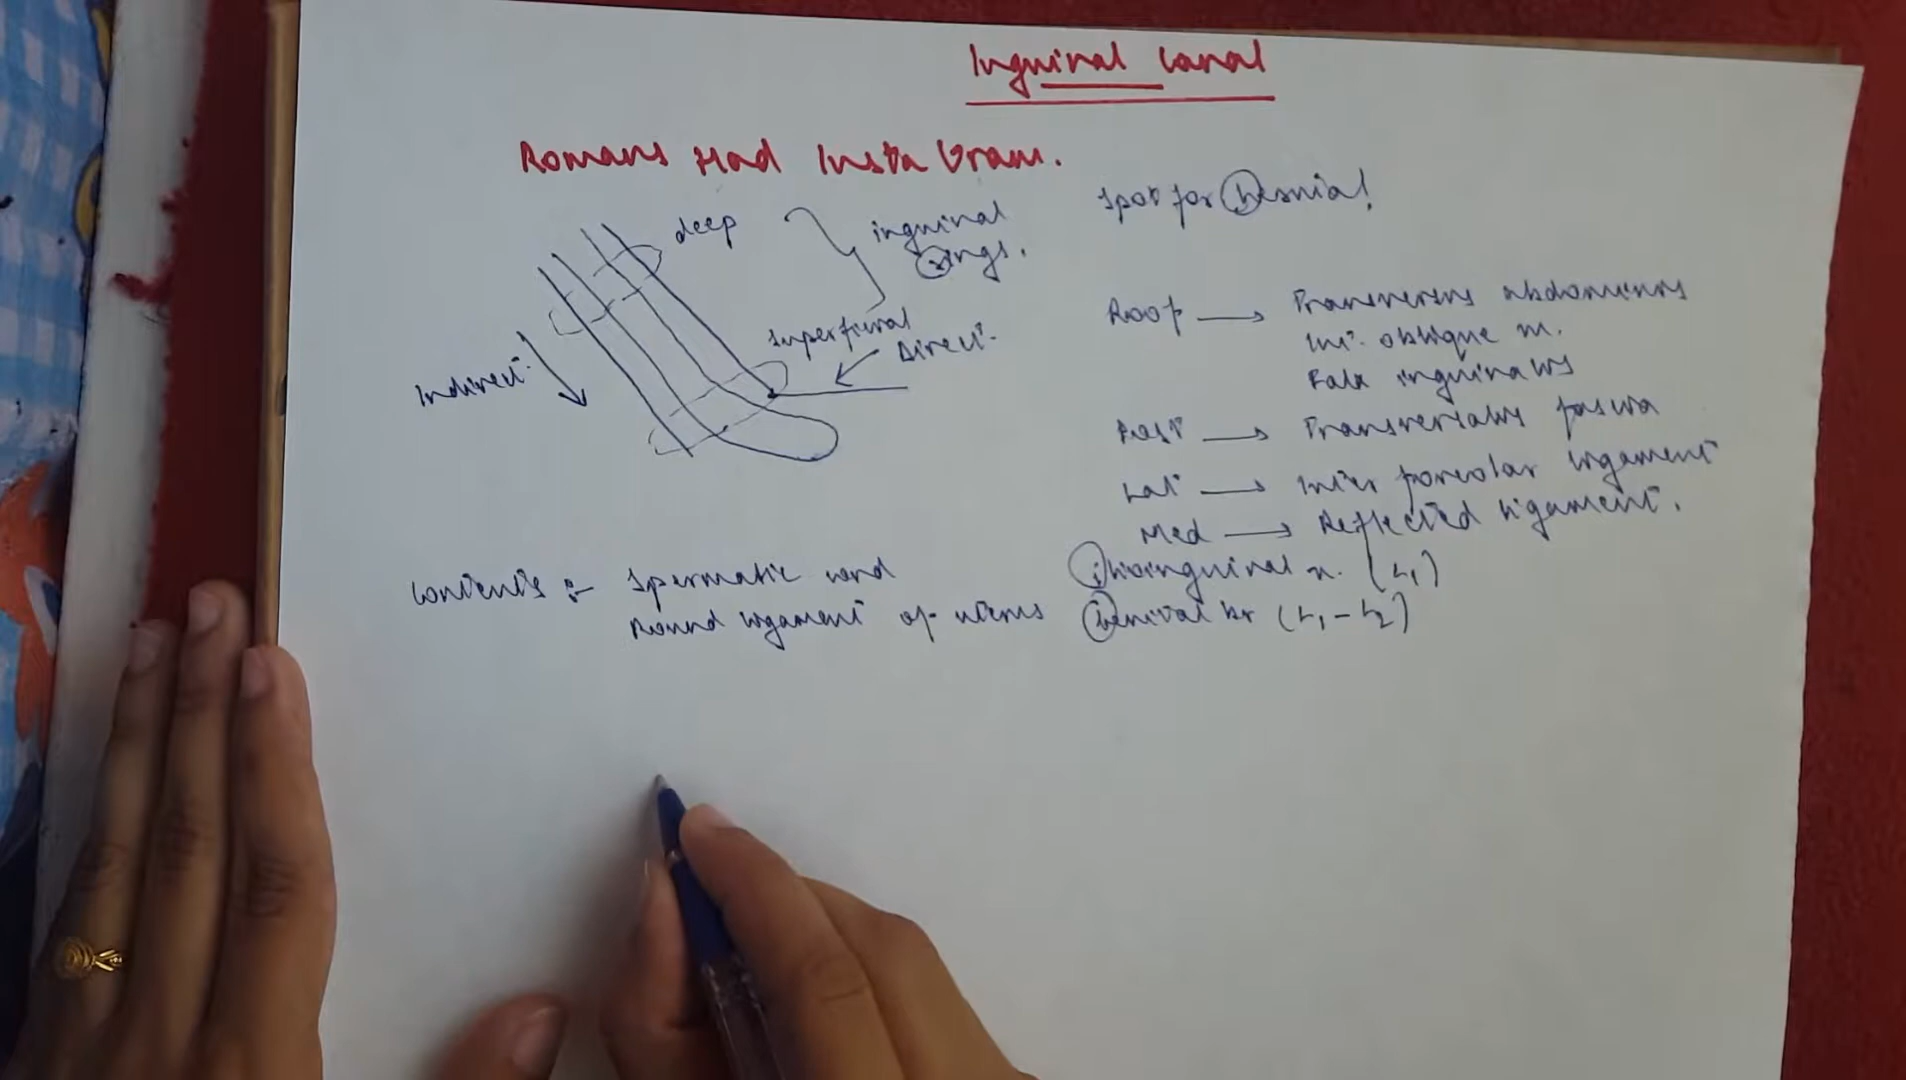 Inguinal Canal
Romans Had Insta Gram.
Spot for hernia!
deep
inguinal
rings.
superficial
Direct.
Indirect.
Roof → Transversus abdominis
Int. oblique m.
Falx inguinalis
Post → Transversalis fascia
Lat → Inter foveolar ligament
Med → Reflected ligament.
Contents :- Spermatic cord Ilioinguinal n. (L1)
Round ligament of uterus Genital br (L1-L2)